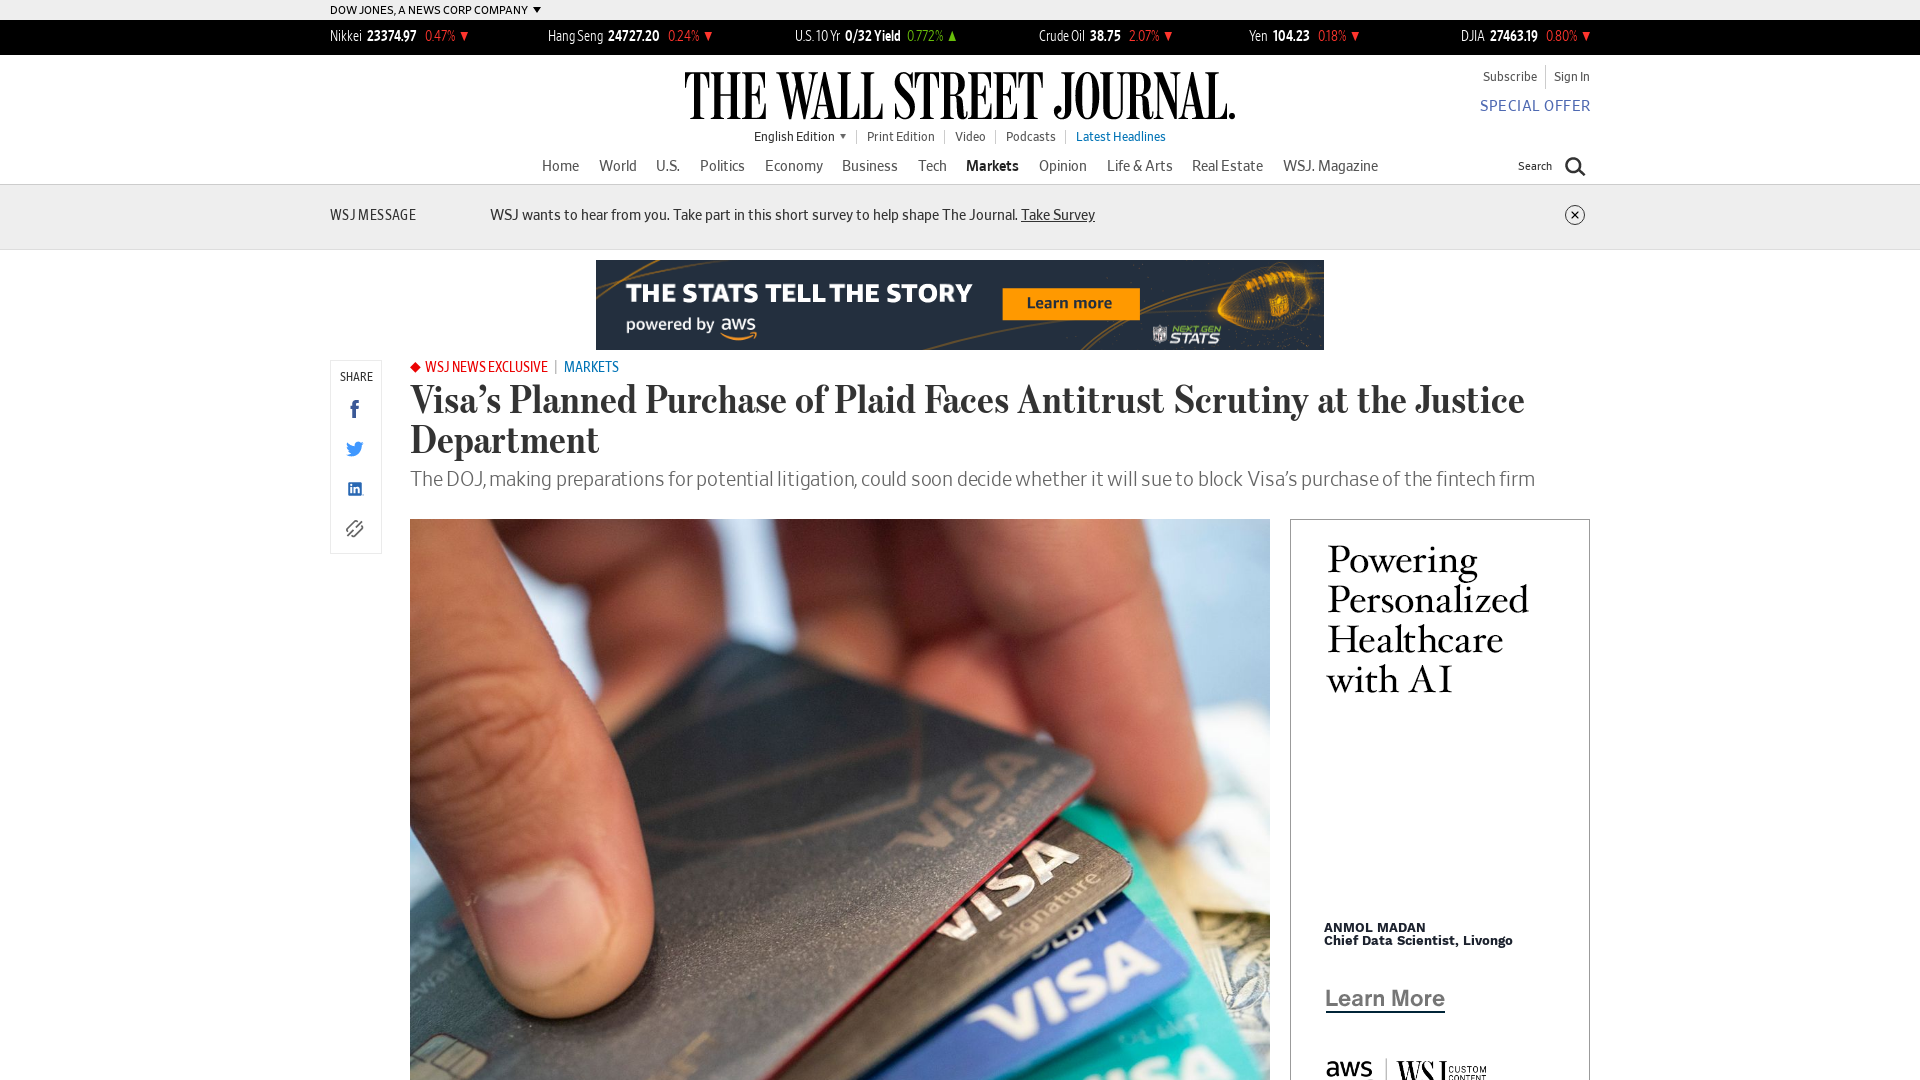 DOW JONES, A NEWS CORP COMPANY
Nikkei 23374.97 0.47% Hang Seng 24727.20 0.24% U.S. 10 Yr 0/32 Yield 0.772% Crude Oil 38.75 2.07% Yen 104.23 0.18% DJIA 27463.19 0.80%
THE WALL STREET JOURNAL.
Subscribe Sign In
SPECIAL OFFER
English Edition Print Edition Video Podcasts Latest Headlines
Home World U.S. Politics Economy Business Tech Markets Opinion Life & Arts Real Estate WSJ. Magazine Search
WSJ MESSAGE WSJ wants to hear from you. Take part in this short survey to help shape The Journal. Take Survey
THE STATS TELL THE STORY
powered by aws
Learn more
NFL
NEXT GEN
STATS
SHARE
WSJ NEWS EXCLUSIVE | MARKETS
Visa’s Planned Purchase of Plaid Faces Antitrust Scrutiny at the Justice
Department
The DOJ, making preparations for potential litigation, could soon decide whether it will sue to block Visa’s purchase of the fintech firm
VISA
Signature
VISA
Signature
DEBIT
VISA
VISA
Powering
Personalized
Healthcare
with AI
ANMOL MADAN
Chief Data Scientist, Livongo
Learn More
aws | WSJ CUSTOM
CONTENT